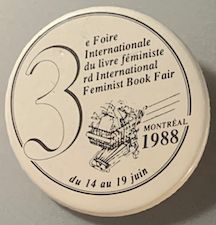 3
e Foire
Internationale
du livre féministe
rd International
Feminist Book Fair
MONTRÉAL
1988
du 14 au 19 juin